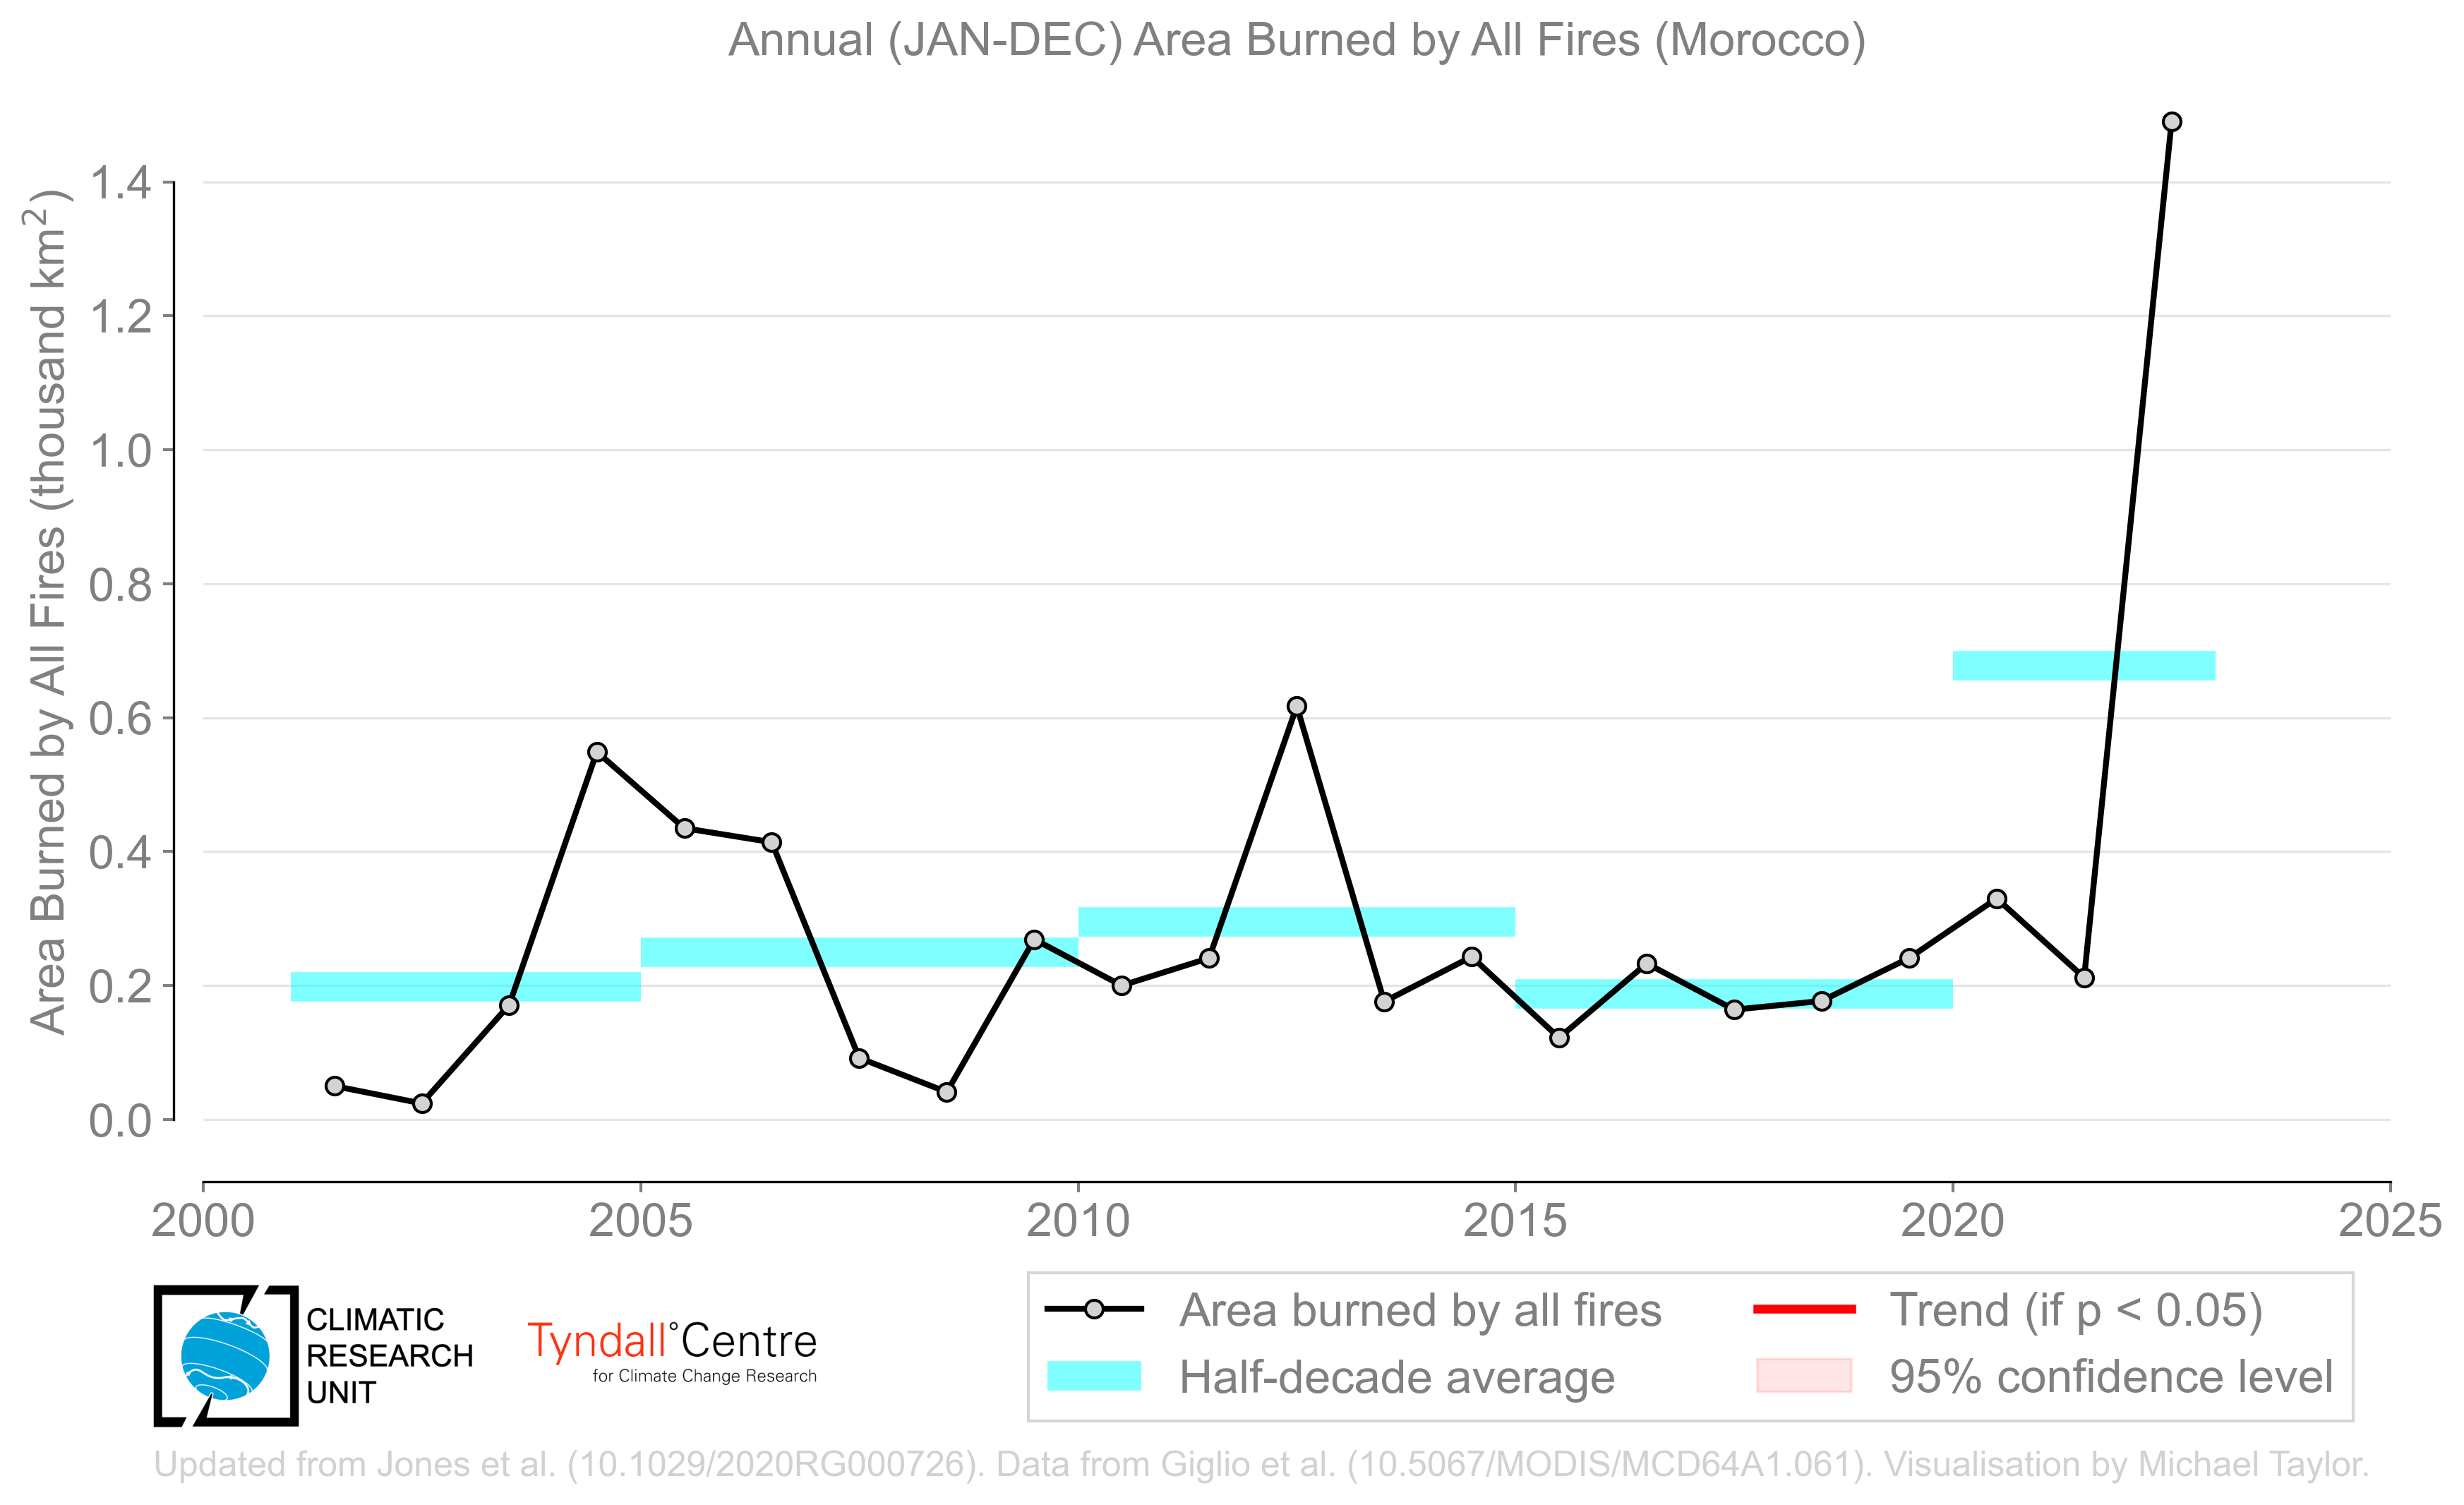 Annual (JAN-DEC) Area Burned by All Fires (Morocco)
Area Burned by All Fires (thousand km²)
1.4
1.2
1.0
0.8
0.6
0.4
0.2
0.0
2000 2005 2010 2015 2020 2025
CLIMATIC
RESEARCH
UNIT
Tyndall°Centre
for Climate Change Research
Area burned by all fires
Half-decade average
Trend (if p < 0.05)
95% confidence level
Updated from Jones et al. (10.1029/2020RG000726). Data from Giglio et al. (10.5067/MODIS/MCD64A1.061). Visualisation by Michael Taylor.